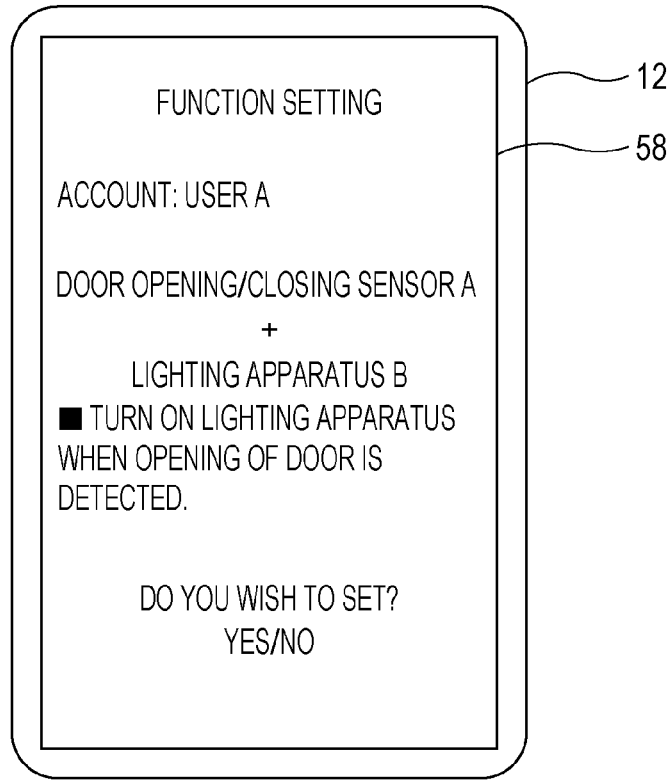 FUNCTION SETTING
12
58
ACCOUNT: USER A
DOOR OPENING/CLOSING SENSOR A
+
LIGHTING APPARATUS B
■ TURN ON LIGHTING APPARATUS
WHEN OPENING OF DOOR IS
DETECTED.
DO YOU WISH TO SET?
YES/NO